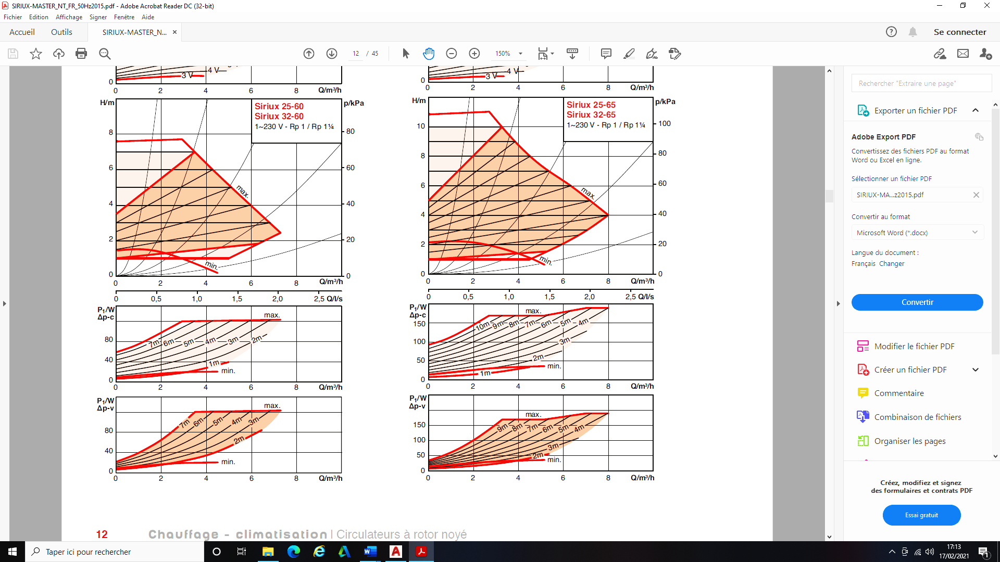 SIRIUX-MASTER_NT_FR_50Hz2015.pdf - Adobe Acrobat Reader DC (32-bit)
Fichier Edition Affichage Signer Fenêtre Aide
Accueil Outils SIRIUX-MASTER_N... × Se connecter
12 / 45 150%
4 V
3 V
0
0 2 4 6 8 Q/m³/h
4 V
3 V
0
0 2 4 6 8 Q/m³/h
H/m p/kPa
Siriux 25-60
Siriux 32-60
1~230 V - Rp 1 / Rp 1¼
8 80
6 60
max.
4 40
2 20
min.
0 0
0 2 4 6 8 Q/m³/h
0 0,5 1,0 1,5 2,0 2,5 Q/l/s
H/m p/kPa
Siriux 25-65
Siriux 32-65
1~230 V - Rp 1 / Rp 1¼
10 100
8 80
6 60
max.
4 40
2 20
min.
0 0
0 2 4 6 8 Q/m³/h
0 0,5 1,0 1,5 2,0 2,5 Q/l/s
P₁/W
Δp-c
max.
80
7m 6m 5m 4m 3m 2m
40
1m
min.
0
0 2 4 6 8 Q/m³/h
P₁/W
Δp-c
max.
150
10m 9m 8m 7m 6m 5m 4m
100
3m
50
2m
min.
1m
0
0 2 4 6 8 Q/m³/h
P₁/W
Δp-v
max.
7m 6m 5m 4m 3m
80
2m
40
min.
0
0 2 4 6 8 Q/m³/h
P₁/W
Δp-v
max.
150
9m 8m 7m 6m 5m 4m
100
3m
50
2m
min.
0
0 2 4 6 8 Q/m³/h
12 Chauffage - climatisation | Circulateurs à rotor noyé
Rechercher "Extraire une page"
Exporter un fichier PDF
Adobe Export PDF
Convertissez des fichiers PDF au format
Word ou Excel en ligne.
Sélectionner un fichier PDF
SIRIUX-MA...z2015.pdf
Convertir au format
Microsoft Word (*.docx)
Langue du document :
Français Changer
Convertir
Modifier le fichier PDF
Créer un fichier PDF
Commentaire
Combinaison de fichiers
Organiser les pages
Créez, modifiez et signez
des formulaires et contrats PDF
Essai gratuit
Taper ici pour rechercher
17:13
17/02/2021
1